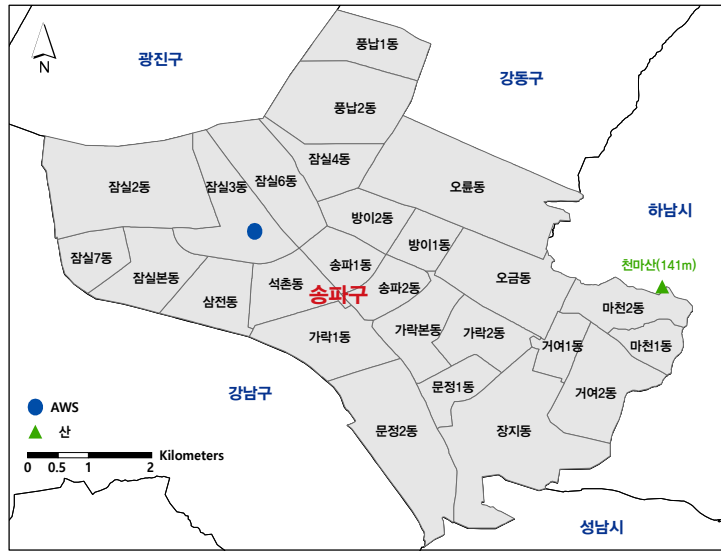 풍납1동
광진구
강동구
N
풍납2동
잠실4동
잠실2동
잠실3동
잠실6동
오륜동
하남시
방이2동
방이1동
잠실7동
잠실본동
송파1동
천마산(141m)
석촌동
송파2동
오금동
삼전동
송파구
마천2동
가락1동
가락본동
가락2동
거여1동
마천1동
강남구
문정1동
거여2동
AWS
산
문정2동
장지동
Kilometers
0 0.5 1 2
성남시